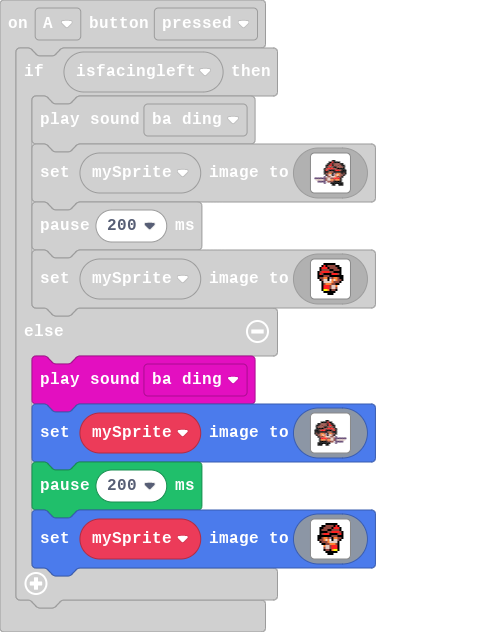 on A button pressed
if isfacingleft then
play sound ba ding
set mySprite image to
pause 200 ms
set mySprite image to
else
play sound ba ding
set mySprite image to
pause 200 ms
set mySprite image to